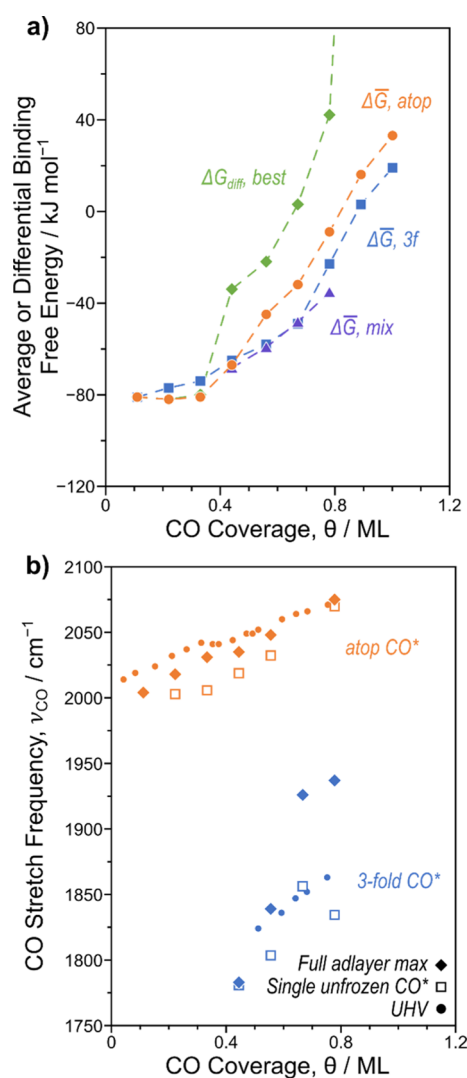 a)
80
40
0
−40
−80
−120
Average or Differential Binding
Free Energy / kJ mol⁻¹
ΔG̅, atop
ΔG_diff, best
ΔG̅, 3f
ΔG̅, mix
0 0.4 0.8 1.2
CO Coverage, θ / ML
b)
2100
2050
2000
1950
1900
1850
1800
1750
CO Stretch Frequency, ν_CO / cm⁻¹
atop CO*
3-fold CO*
Full adlayer max
Single unfrozen CO*
UHV
0 0.4 0.8 1.2
CO Coverage, θ / ML